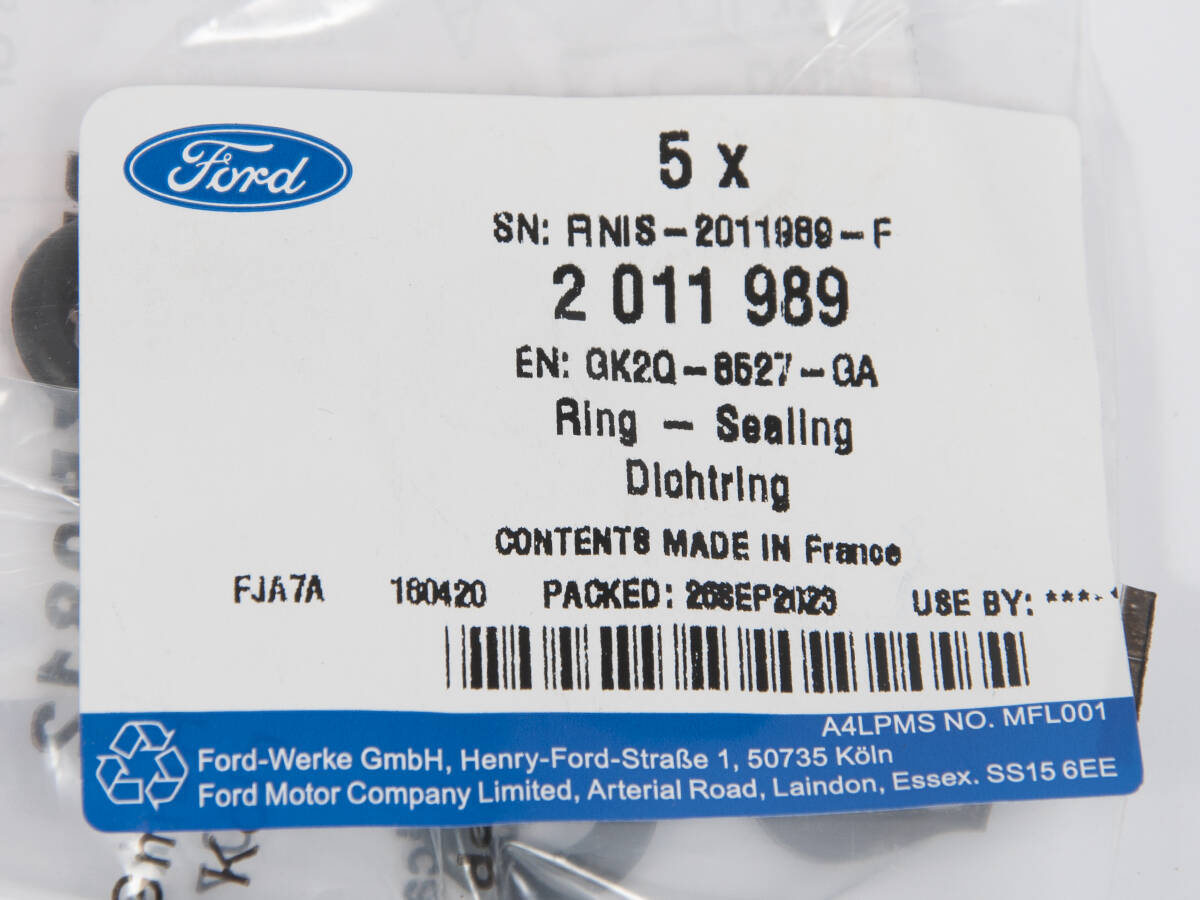 Ford
5 x
SN: RNIS-2011989-F
2 011 989
EN: GK2Q-8527-GA
Ring - Sealing
Dichtring
CONTENTS MADE IN France
FJA7A 160420 PACKED: 26SEP2023 USE BY: ***-*
A4LPMS NO. MFL001
Ford-Werke GmbH, Henry-Ford-Straße 1, 50735 Köln
Ford Motor Company Limited, Arterial Road, Laindon, Essex. SS15 6EE